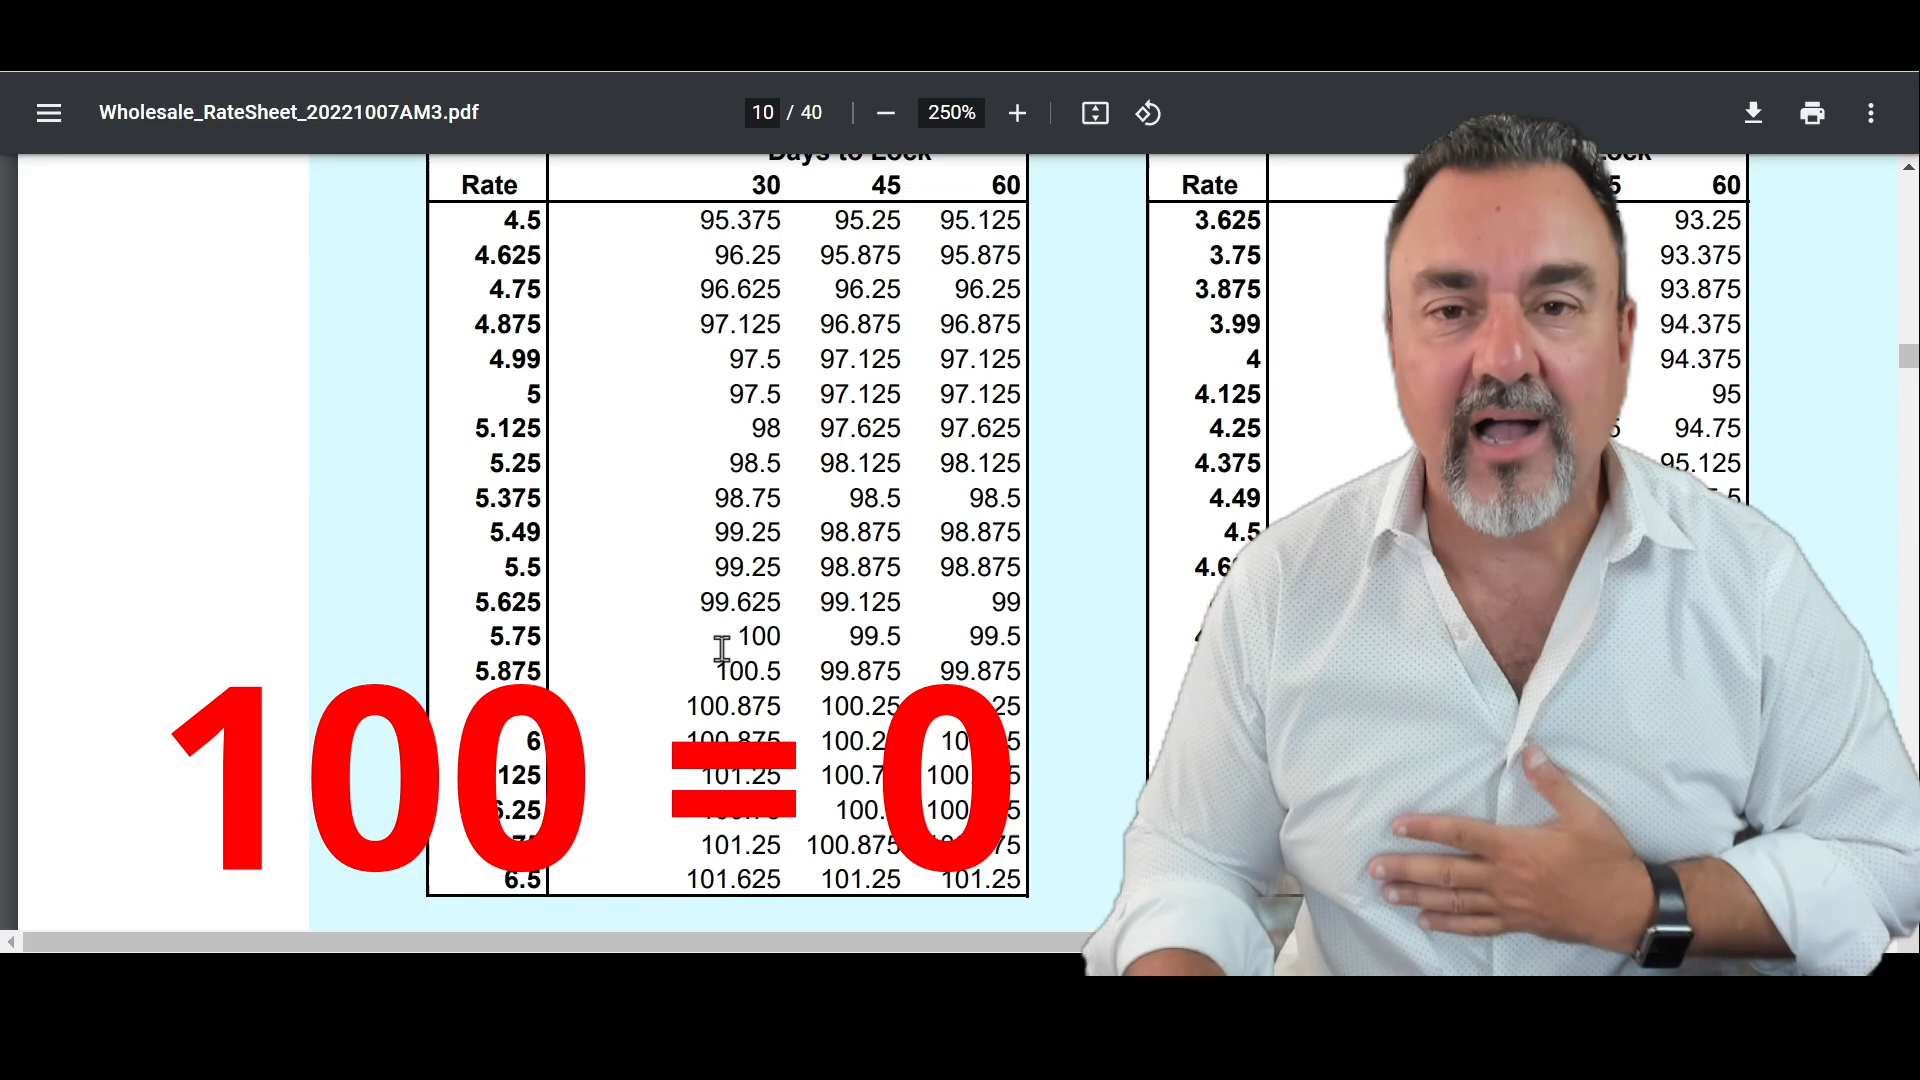 Wholesale_RateSheet_20221007AM3.pdf 10 / 40 250%
Days to Lock
Rate 30 45 60
4.5 95.375 95.25 95.125
4.625 96.25 95.875 95.875
4.75 96.625 96.25 96.25
4.875 97.125 96.875 96.875
4.99 97.5 97.125 97.125
5 97.5 97.125 97.125
5.125 98 97.625 97.625
5.25 98.5 98.125 98.125
5.375 98.75 98.5 98.5
5.49 99.25 98.875 98.875
5.5 99.25 98.875 98.875
5.625 99.625 99.125 99
5.75 100 99.5 99.5
5.875 100.5 99.875 99.875
100.875 100.25
6 100.875
101.25
101.25 100.875
6.5 101.625 101.25 101.25
Lock
Rate 60
3.625 93.25
3.75 93.375
3.875 93.875
3.99 94.375
4 94.375
4.125 95
4.25 94.75
4.375 95.125
4.49
4.5
100 = 0